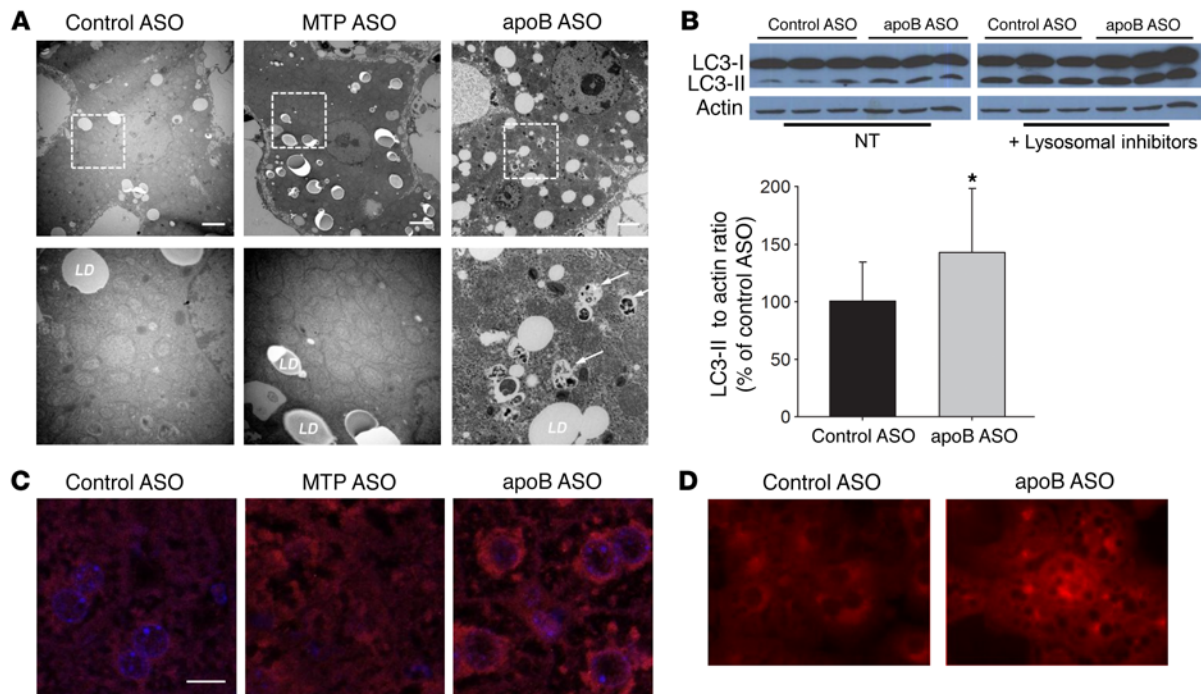 A
Control ASO
MTP ASO
apoB ASO
LD
LD
LD
B
Control ASO apoB ASO Control ASO apoB ASO
LC3-I
LC3-II
Actin
NT
+ Lysosomal inhibitors
LC3-II to actin ratio
(% of control ASO)
200
150
100
50
0
*
Control ASO apoB ASO
C
Control ASO
MTP ASO
apoB ASO
D
Control ASO
apoB ASO